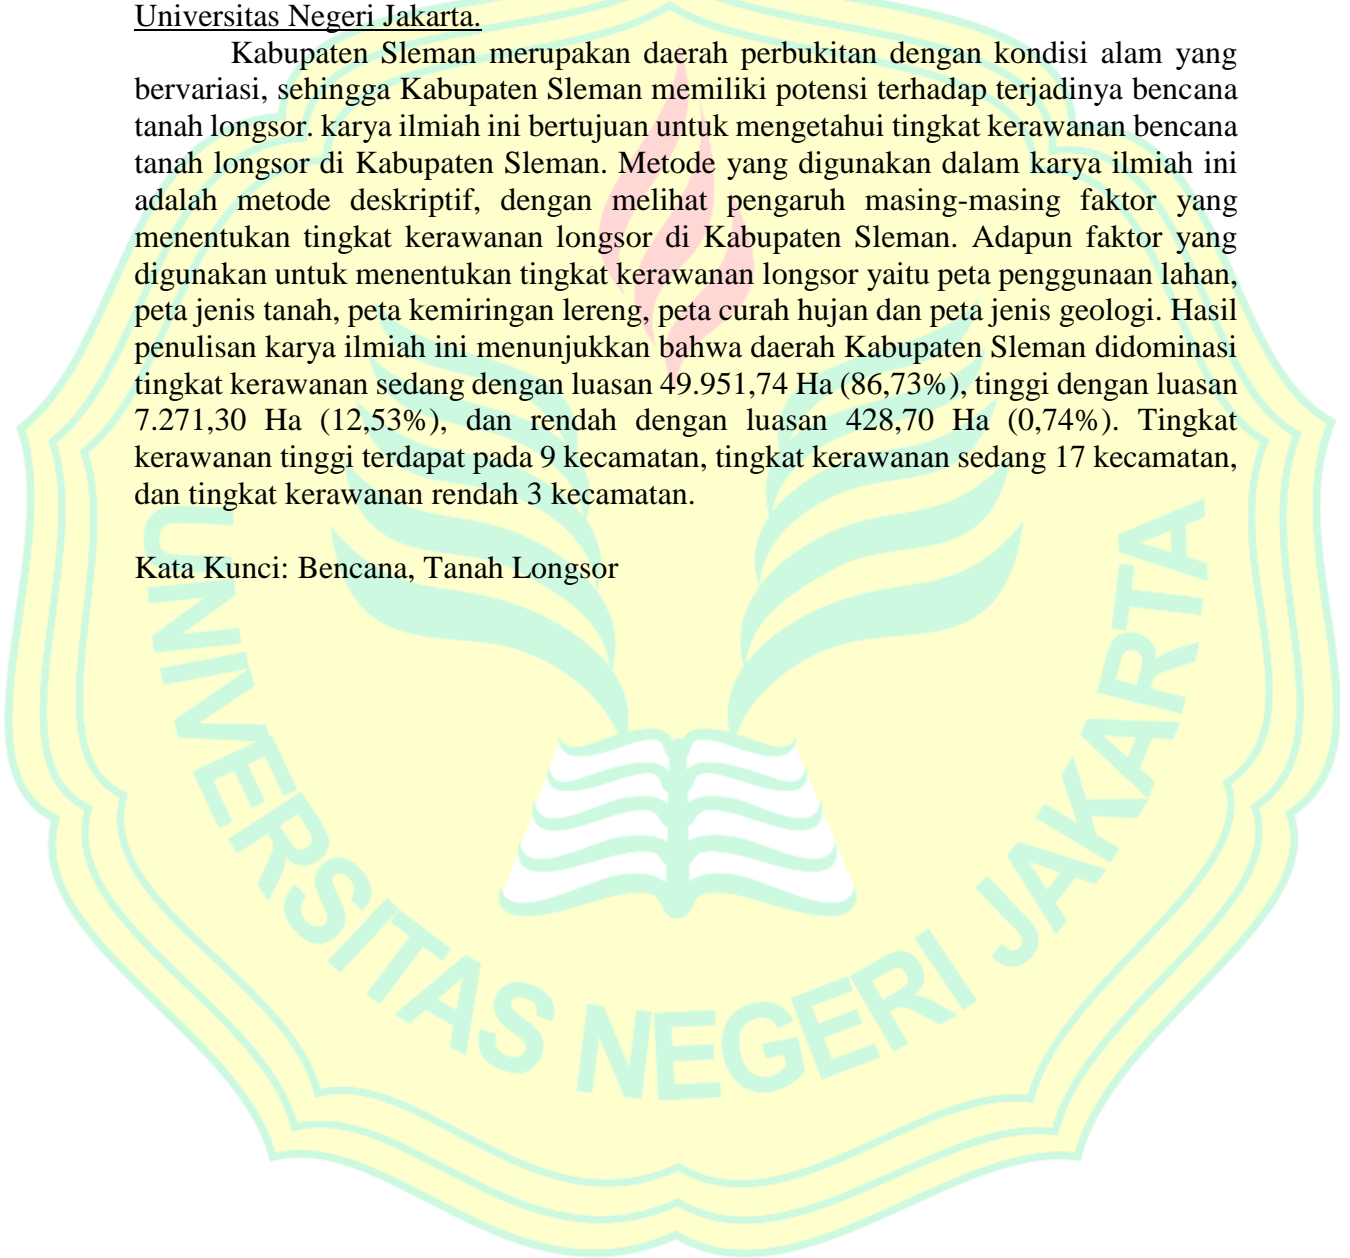 Universitas Negeri Jakarta.
Kabupaten Sleman merupakan daerah perbukitan dengan kondisi alam yang
bervariasi, sehingga Kabupaten Sleman memiliki potensi terhadap terjadinya bencana
tanah longsor. karya ilmiah ini bertujuan untuk mengetahui tingkat kerawanan bencana
tanah longsor di Kabupaten Sleman. Metode yang digunakan dalam karya ilmiah ini
adalah metode deskriptif, dengan melihat pengaruh masing-masing faktor yang
menentukan tingkat kerawanan longsor di Kabupaten Sleman. Adapun faktor yang
digunakan untuk menentukan tingkat kerawanan longsor yaitu peta penggunaan lahan,
peta jenis tanah, peta kemiringan lereng, peta curah hujan dan peta jenis geologi. Hasil
penulisan karya ilmiah ini menunjukkan bahwa daerah Kabupaten Sleman didominasi
tingkat kerawanan sedang dengan luasan 49.951,74 Ha (86,73%), tinggi dengan luasan
7.271,30 Ha (12,53%), dan rendah dengan luasan 428,70 Ha (0,74%). Tingkat
kerawanan tinggi terdapat pada 9 kecamatan, tingkat kerawanan sedang 17 kecamatan,
dan tingkat kerawanan rendah 3 kecamatan.
Kata Kunci: Bencana, Tanah Longsor
UNIVERSITAS NEGERI JAKARTA